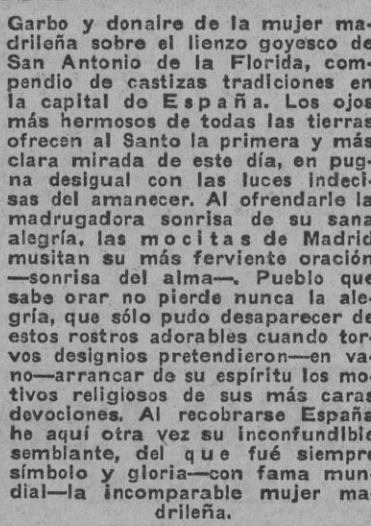 Garbo y donaire de la mujer ma-
drileña sobre el lienzo goyesco de
San Antonio de la Florida, com-
pendio de castizas tradiciones en
la capital de España. Los ojos
más hermosos de todas las tierras
ofrecen al Santo la primera y más
clara mirada de este día, en pug-
na desigual con las luces indeci-
sas del amanecer. Al ofrendarle la
madrugadora sonrisa de su sana
alegría, las mocitas de Madrid
musitan su más ferviente oración
—sonrisa del alma—. Pueblo que
sabe orar no pierde nunca la ale-
gría, que sólo pudo desaparecer de
estos rostros adorables cuando tor-
vos designios pretendieron—en va-
no—arrancar de su espíritu los mo-
tivos religiosos de sus más caras
devociones. Al recobrarse España
he aquí otra vez su inconfundible
semblante, del que fué siempre
símbolo y gloria—con fama mun-
dial—la incomparable mujer ma-
drileña.